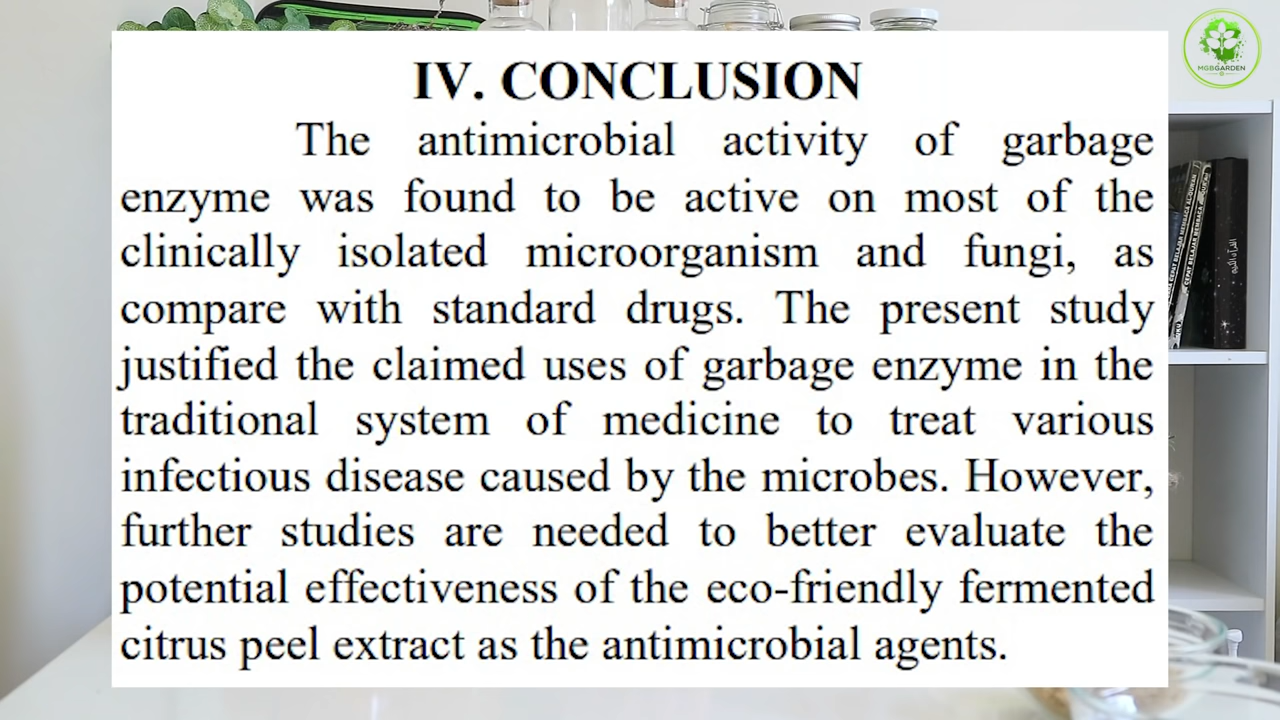 IV. CONCLUSION
The antimicrobial activity of garbage
enzyme was found to be active on most of the
clinically isolated microorganism and fungi, as
compare with standard drugs. The present study
justified the claimed uses of garbage enzyme in the
traditional system of medicine to treat various
infectious disease caused by the microbes. However,
further studies are needed to better evaluate the
potential effectiveness of the eco-friendly fermented
citrus peel extract as the antimicrobial agents.
MGBGARDEN